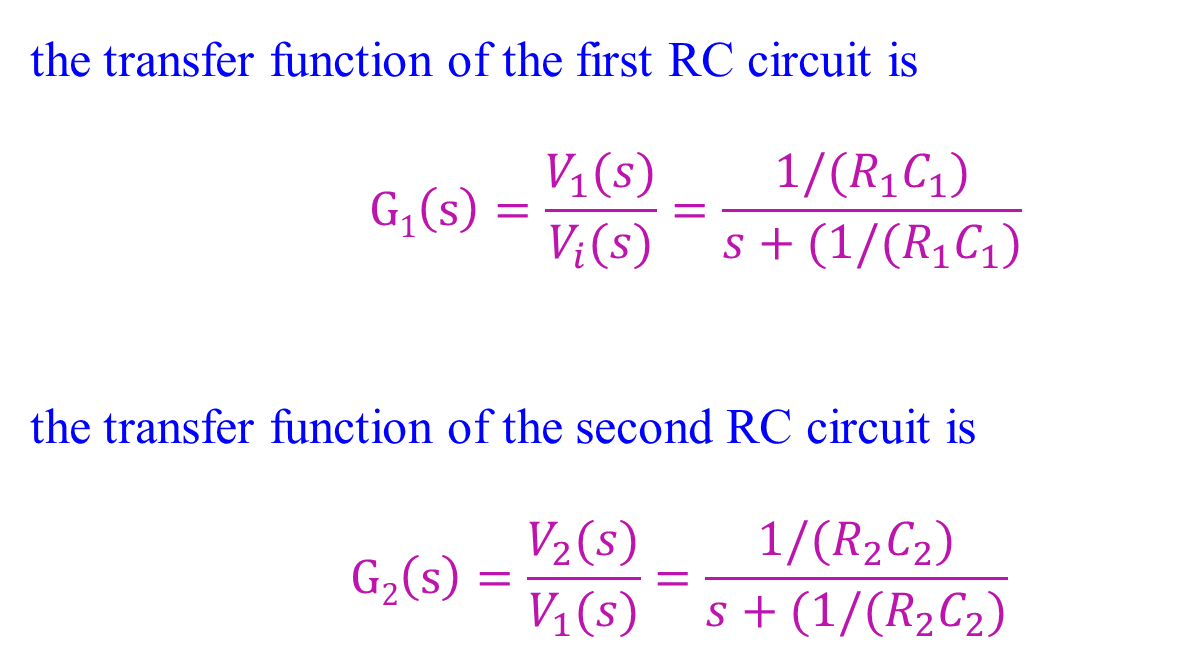 the transfer function of the first RC circuit is
G₁(s) = V₁(s) / Vᵢ(s) = 1/(R₁C₁) / s + (1/(R₁C₁)
the transfer function of the second RC circuit is
G₂(s) = V₂(s) / V₁(s) = 1/(R₂C₂) / s + (1/(R₂C₂)